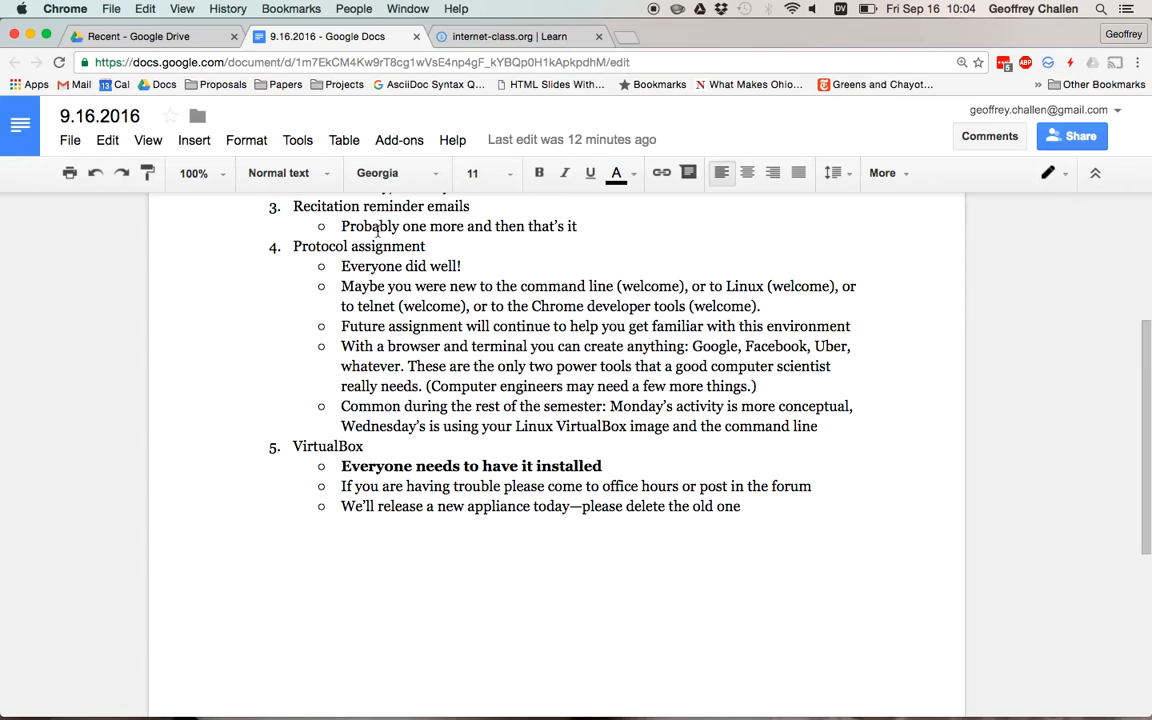 Chrome File Edit View History Bookmarks People Window Help DV Fri Sep 16 10:04 Geoffrey Challen
Recent - Google Drive 9.16.2016 - Google Docs internet-class.org | Learn Geoffrey
https://docs.google.com/document/d/1m7EkCM4Kw9rT8cg1wVsE4np4gF_kYBQp0H1kApkpdhM/edit 5 ABP
Apps Mail 13 Cal Docs Proposals Papers Projects AsciiDoc Syntax Q... HTML Slides With... Bookmarks What Makes Ohio... Greens and Chayot... » Other Bookmarks
9.16.2016 geoffrey.challen@gmail.com
File Edit View Insert Format Tools Table Add-ons Help Last edit was 12 minutes ago Comments Share
100% Normal text Georgia 11 B I U A More
3. Recitation reminder emails
○ Probably one more and then that's it
4. Protocol assignment
○ Everyone did well!
○ Maybe you were new to the command line (welcome), or to Linux (welcome), or
to telnet (welcome), or to the Chrome developer tools (welcome).
○ Future assignment will continue to help you get familiar with this environment
○ With a browser and terminal you can create anything: Google, Facebook, Uber,
whatever. These are the only two power tools that a good computer scientist
really needs. (Computer engineers may need a few more things.)
○ Common during the rest of the semester: Monday's activity is more conceptual,
Wednesday's is using your Linux VirtualBox image and the command line
5. VirtualBox
○ Everyone needs to have it installed
○ If you are having trouble please come to office hours or post in the forum
○ We'll release a new appliance today—please delete the old one